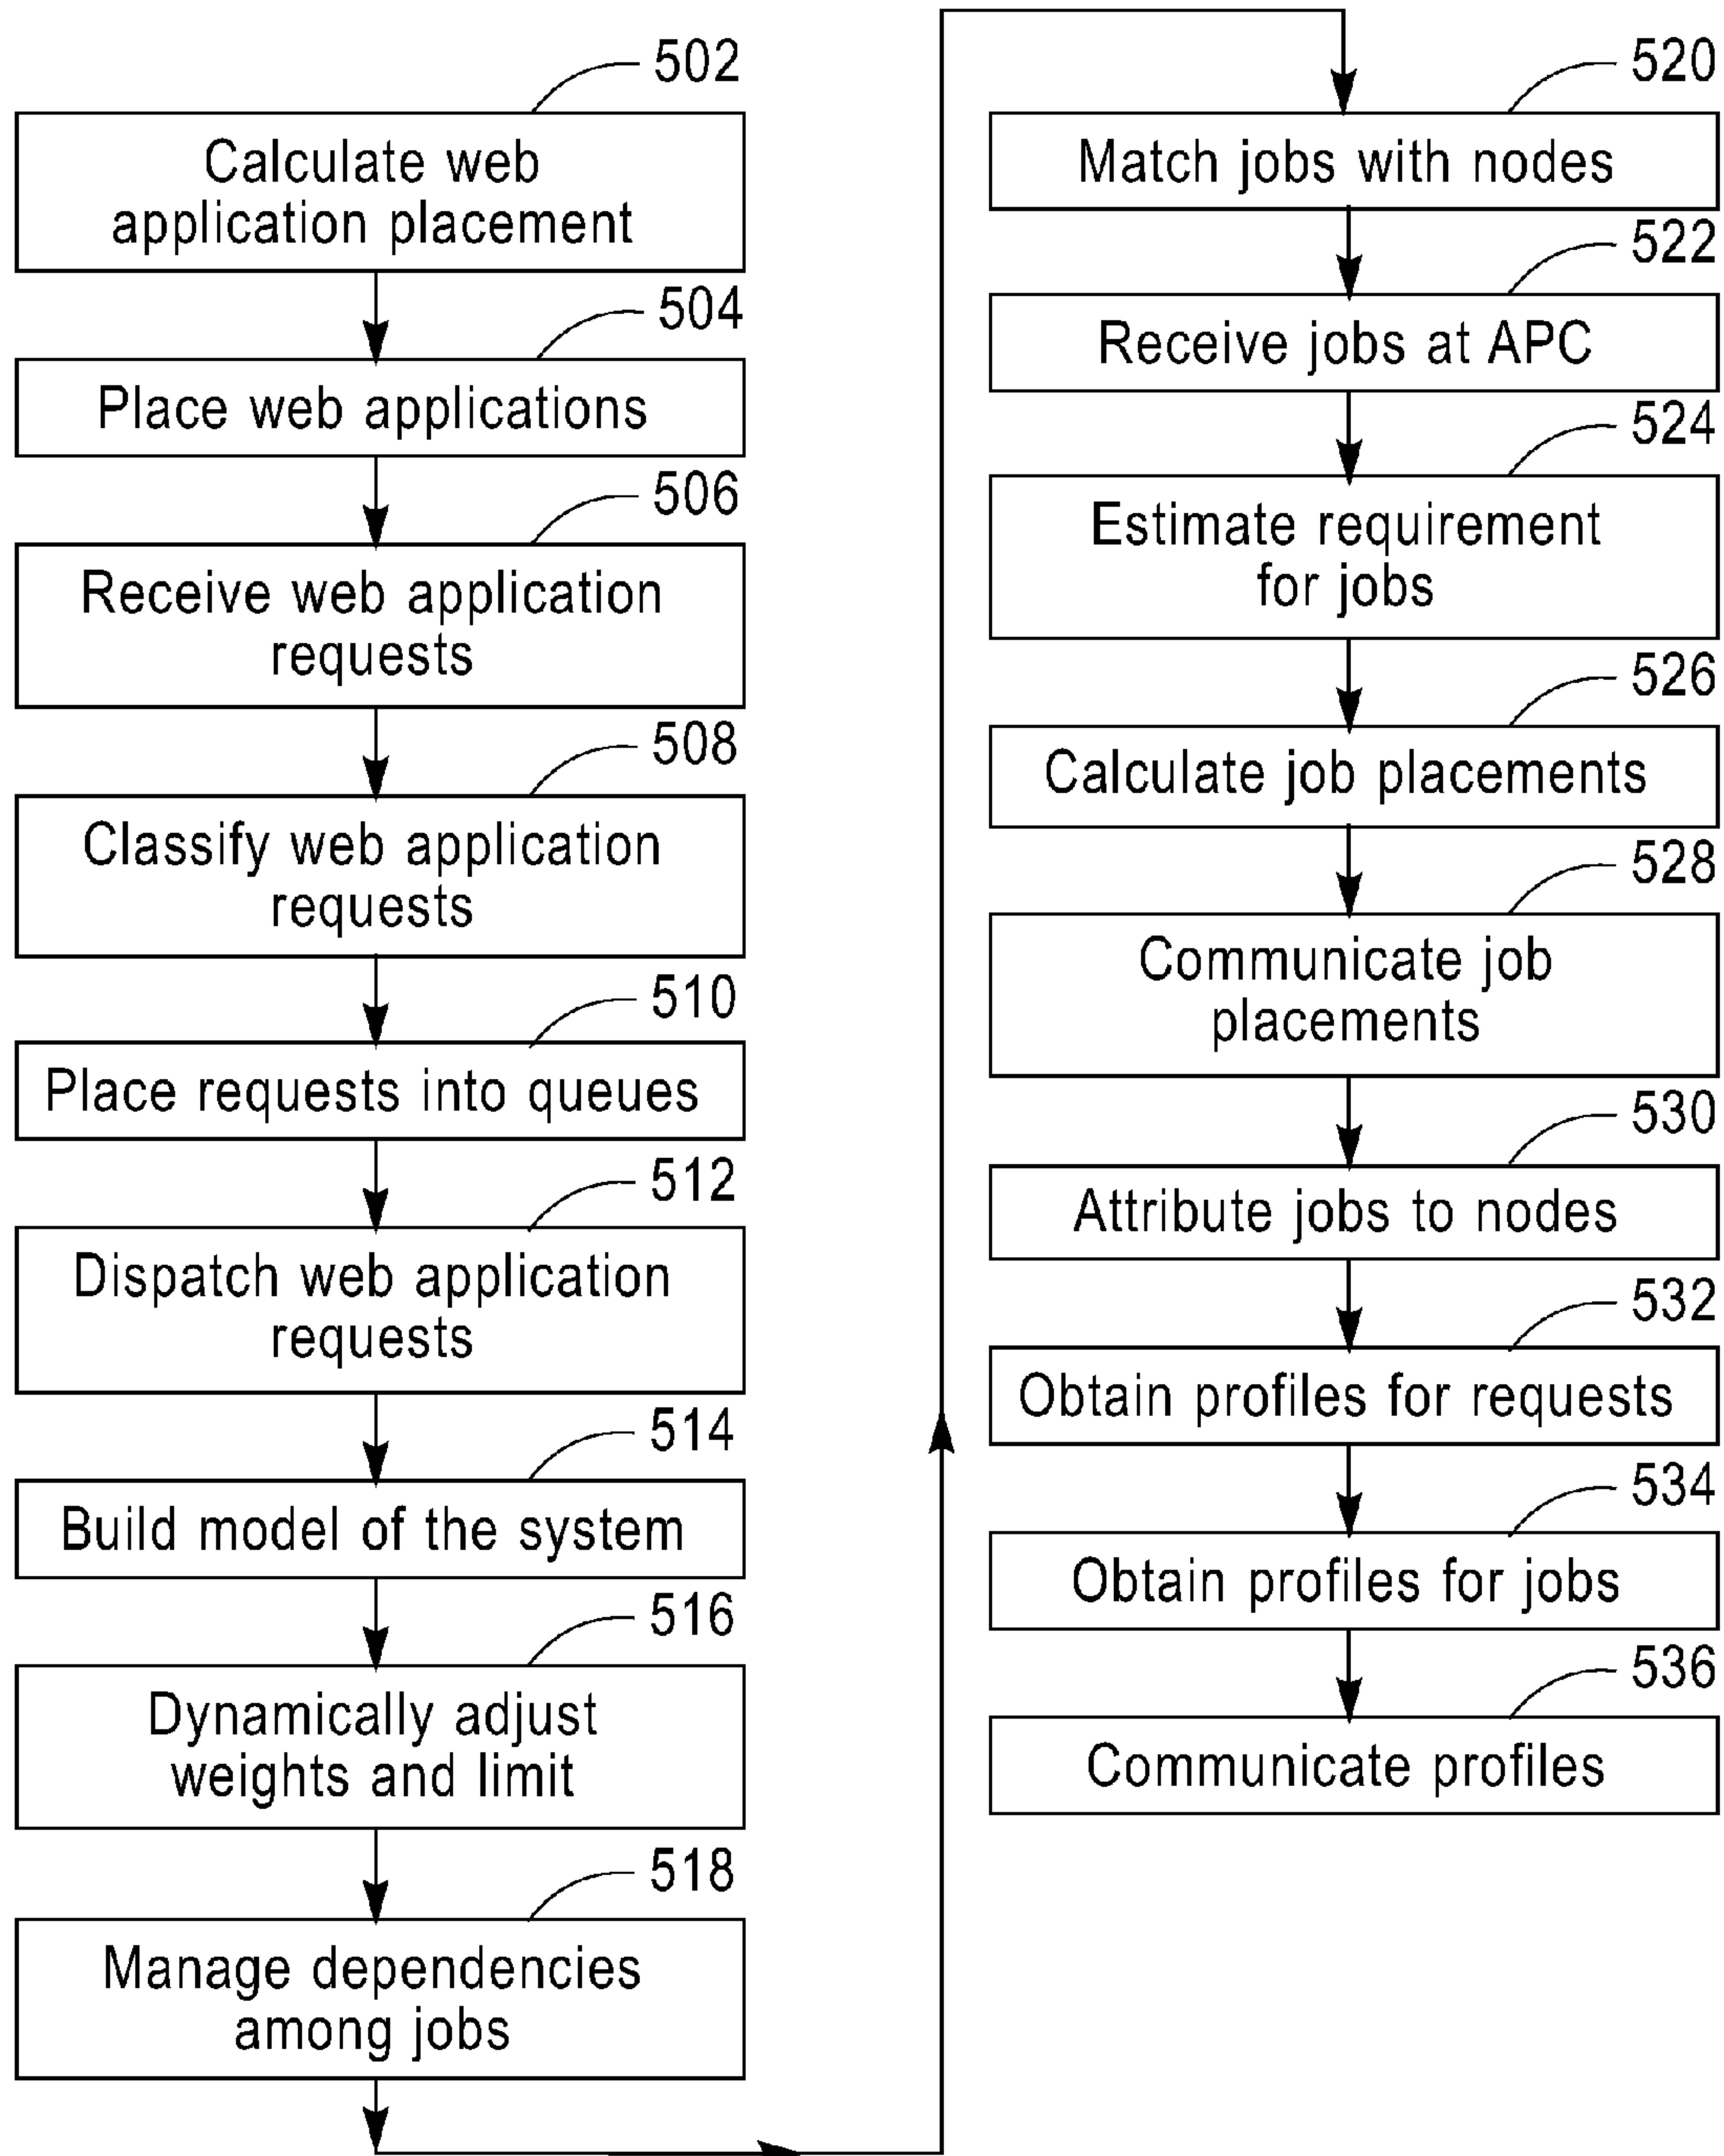 502
Calculate web
application placement
504
Place web applications
506
Receive web application
requests
508
Classify web application
requests
510
Place requests into queues
512
Dispatch web application
requests
514
Build model of the system
516
Dynamically adjust
weights and limit
518
Manage dependencies
among jobs
520
Match jobs with nodes
522
Receive jobs at APC
524
Estimate requirement
for jobs
526
Calculate job placements
528
Communicate job
placements
530
Attribute jobs to nodes
532
Obtain profiles for requests
534
Obtain profiles for jobs
536
Communicate profiles